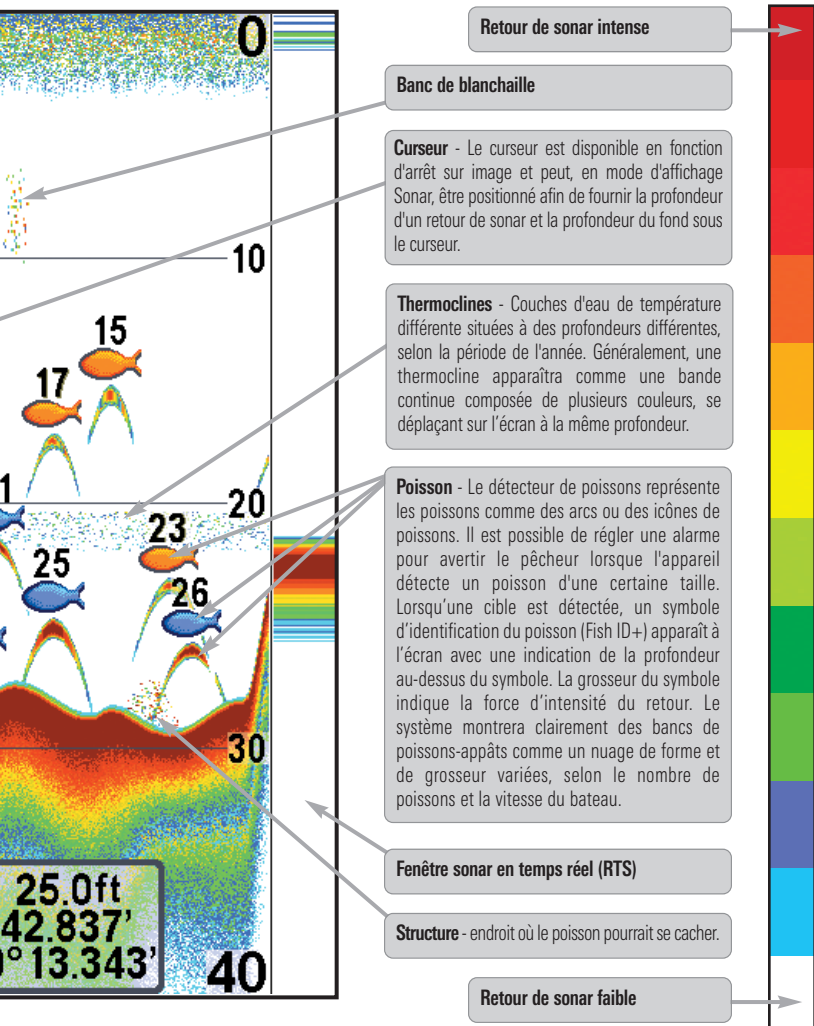 Retour de sonar intense
Banc de blanchaille
Curseur - Le curseur est disponible en fonction
d'arrêt sur image et peut, en mode d'affichage
Sonar, être positionné afin de fournir la profondeur
d'un retour de sonar et la profondeur du fond sous
le curseur.
Thermoclines - Couches d'eau de température
différente situées à des profondeurs différentes,
selon la période de l'année. Généralement, une
thermocline apparaîtra comme une bande
continue composée de plusieurs couleurs, se
déplaçant sur l’écran à la même profondeur.
Poisson - Le détecteur de poissons représente
les poissons comme des arcs ou des icônes de
poissons. Il est possible de régler une alarme
pour avertir le pêcheur lorsque l'appareil
détecte un poisson d'une certaine taille.
Lorsqu’une cible est détectée, un symbole
d’identification du poisson (Fish ID+) apparaît à
l’écran avec une indication de la profondeur
au-dessus du symbole. La grosseur du symbole
indique la force d’intensité du retour. Le
système montrera clairement des bancs de
poissons-appâts comme un nuage de forme et
de grosseur variées, selon le nombre de
poissons et la vitesse du bateau.
Fenêtre sonar en temps réel (RTS)
Structure - endroit où le poisson pourrait se cacher.
Retour de sonar faible
0
10
15
17
1
20
23
25
26
30
25.0ft
42.837’
0° 13.343’
40